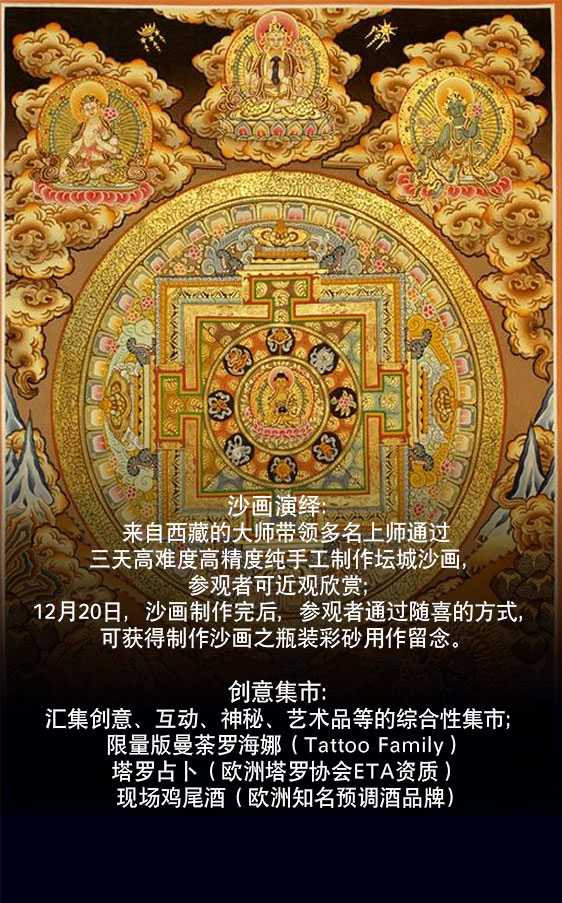 沙画演绎:
来自西藏的大师带领多名上师通过
三天高难度高精度纯手工制作坛城沙画,
参观者可近观欣赏;
12月20日, 沙画制作完后, 参观者通过随喜的方式,
可获得制作沙画之瓶装彩砂用作留念。
创意集市:
汇集创意、互动、神秘、艺术品等的综合性集市;
限量版曼荼罗海娜（Tattoo Family）
塔罗占卜（欧洲塔罗协会ETA资质）
现场鸡尾酒（欧洲知名预调酒品牌）